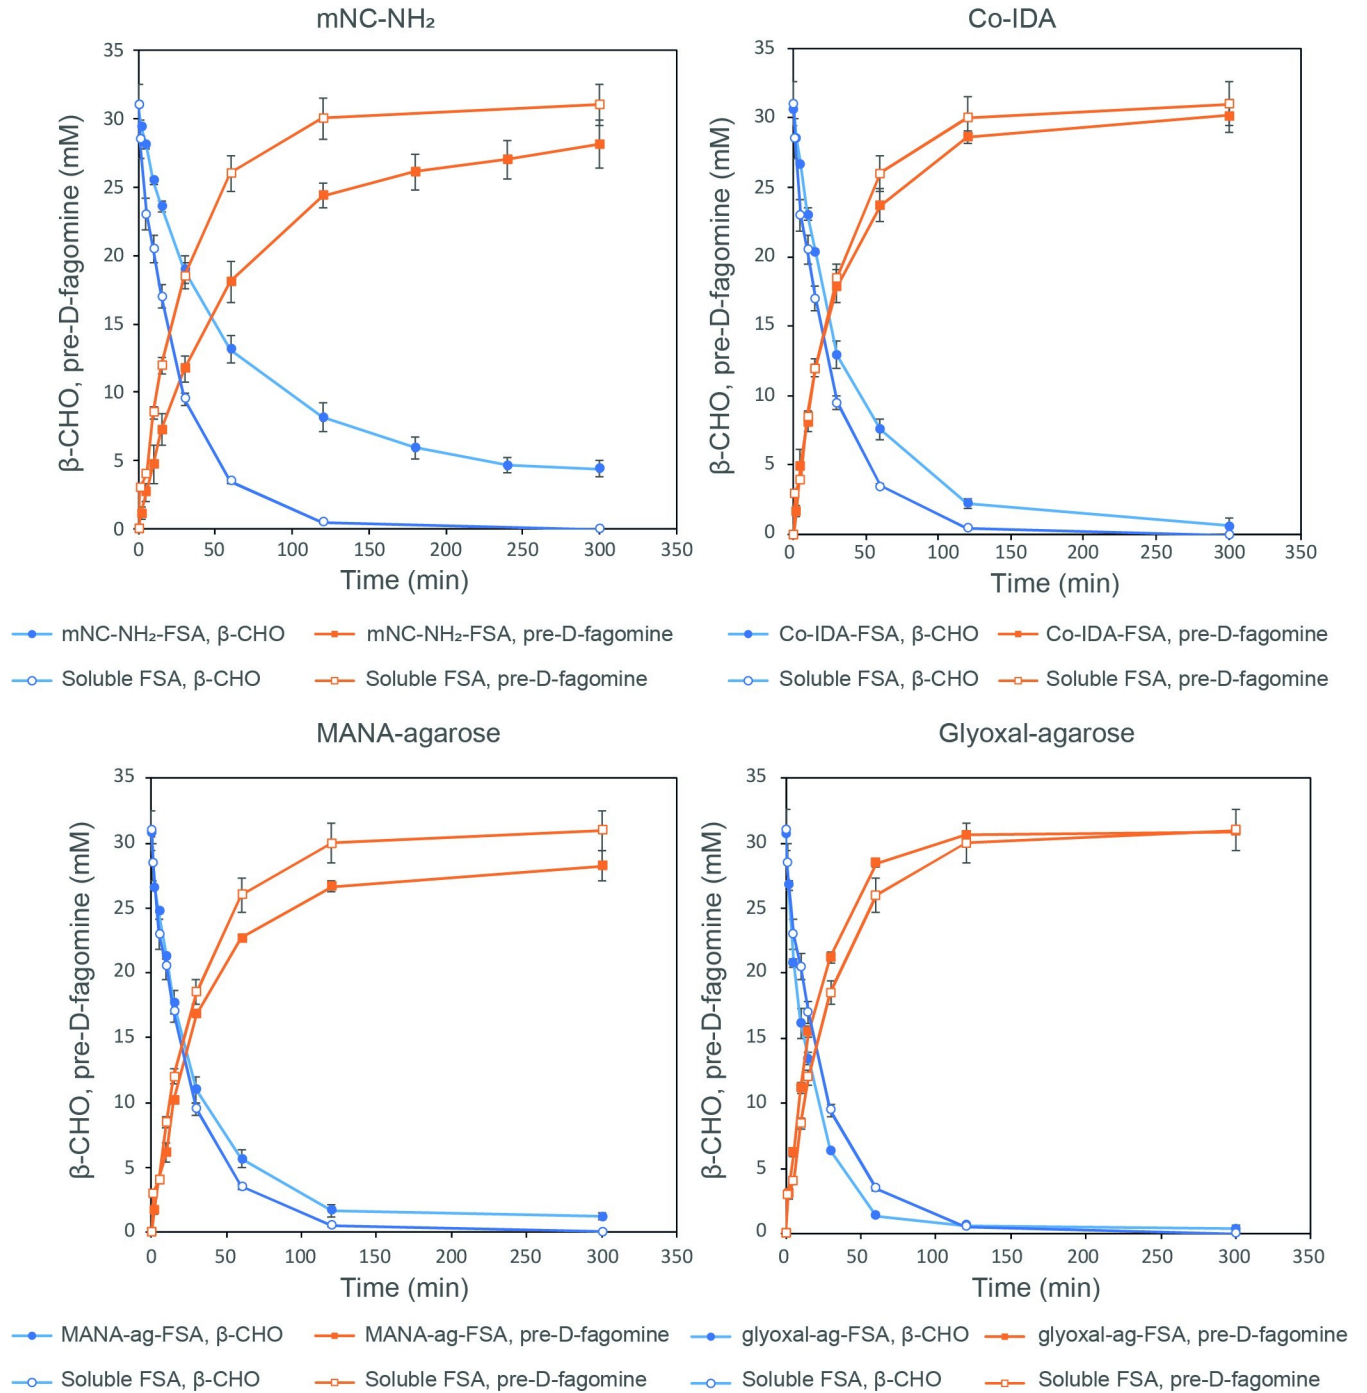 mNC-NH₂
Co-IDA
β-CHO, pre-D-fagomine (mM)
35
30
25
20
15
10
5
0
0 50 100 150 200 250 300 350
Time (min)
β-CHO, pre-D-fagomine (mM)
35
30
25
20
15
10
5
0
0 50 100 150 200 250 300 350
Time (min)
mNC-NH₂-FSA, β-CHO
mNC-NH₂-FSA, pre-D-fagomine
Soluble FSA, β-CHO
Soluble FSA, pre-D-fagomine
Co-IDA-FSA, β-CHO
Co-IDA-FSA, pre-D-fagomine
Soluble FSA, β-CHO
Soluble FSA, pre-D-fagomine
MANA-agarose
Glyoxal-agarose
β-CHO, pre-D-fagomine (mM)
35
30
25
20
15
10
5
0
0 50 100 150 200 250 300 350
Time (min)
β-CHO, pre-D-fagomine (mM)
35
30
25
20
15
10
5
0
0 50 100 150 200 250 300 350
Time (min)
MANA-ag-FSA, β-CHO
MANA-ag-FSA, pre-D-fagomine
Soluble FSA, β-CHO
Soluble FSA, pre-D-fagomine
glyoxal-ag-FSA, β-CHO
glyoxal-ag-FSA, pre-D-fagomine
Soluble FSA, β-CHO
Soluble FSA, pre-D-fagomine